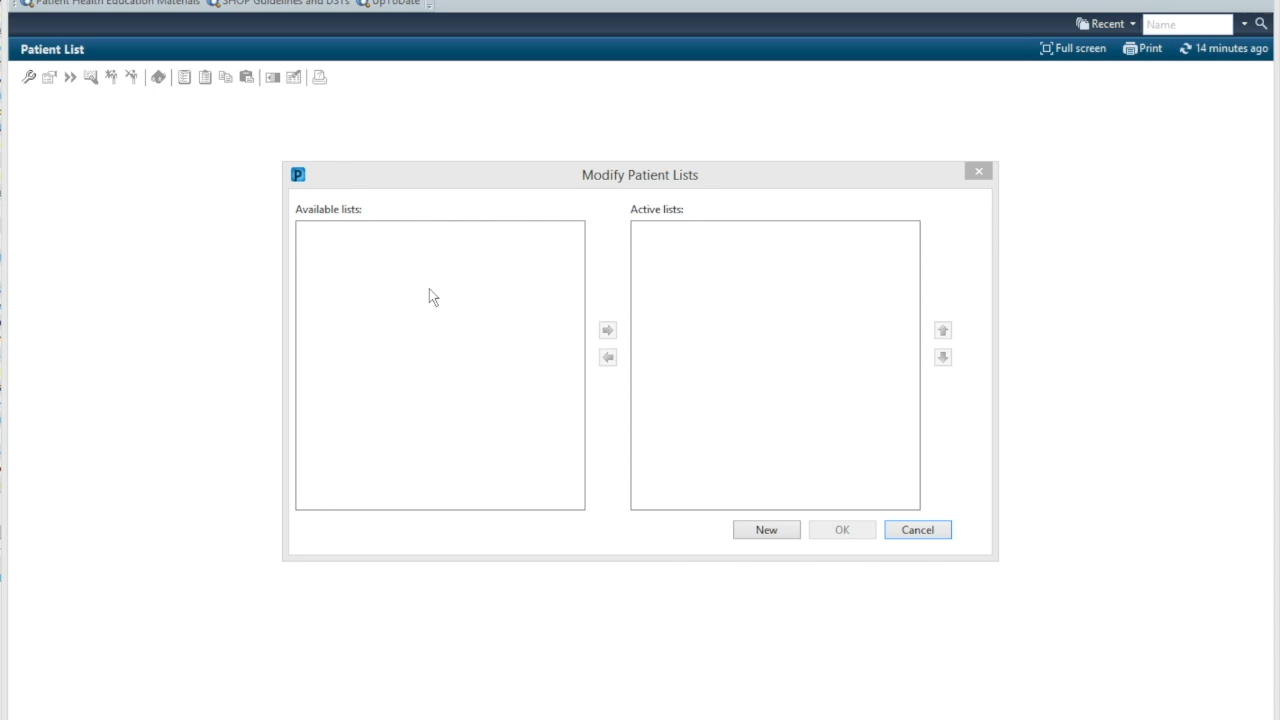 Patient Health Education Materials SHOP Guidelines and DSTs UpToDate
Recent Name
Patient List Full screen Print 14 minutes ago
P Modify Patient Lists
Available lists: Active lists:
New OK Cancel